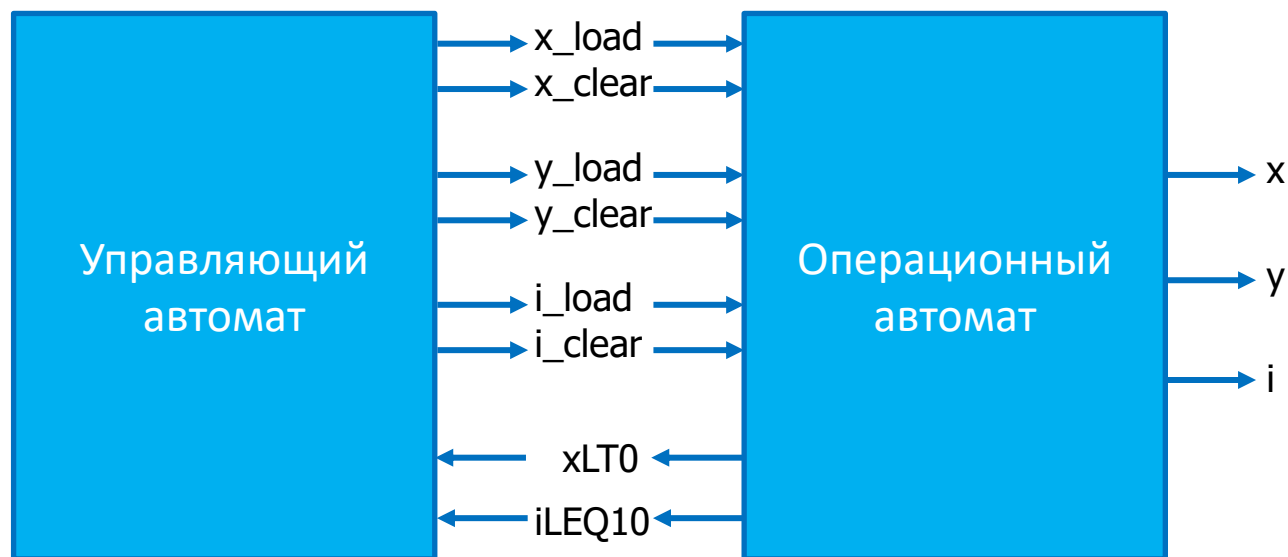 x_load
x_clear
y_load
y_clear
i_load
i_clear
xLT0
iLEQ10
Управляющий
автомат
Операционный
автомат
x
y
i